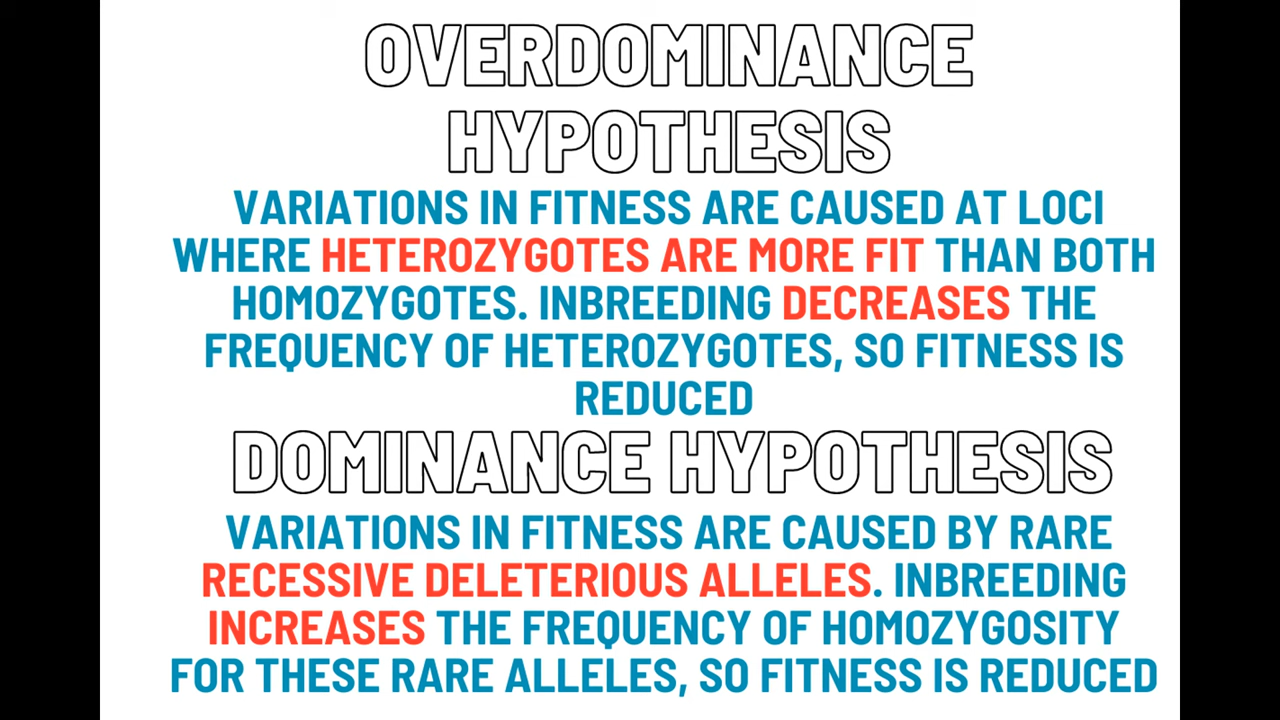 OVERDOMINANCE
HYPOTHESIS
VARIATIONS IN FITNESS ARE CAUSED AT LOCI
WHERE HETEROZYGOTES ARE MORE FIT THAN BOTH
HOMOZYGOTES. INBREEDING DECREASES THE
FREQUENCY OF HETEROZYGOTES, SO FITNESS IS
REDUCED
DOMINANCE HYPOTHESIS
VARIATIONS IN FITNESS ARE CAUSED BY RARE
RECESSIVE DELETERIOUS ALLELES. INBREEDING
INCREASES THE FREQUENCY OF HOMOZYGOSITY
FOR THESE RARE ALLELES, SO FITNESS IS REDUCED